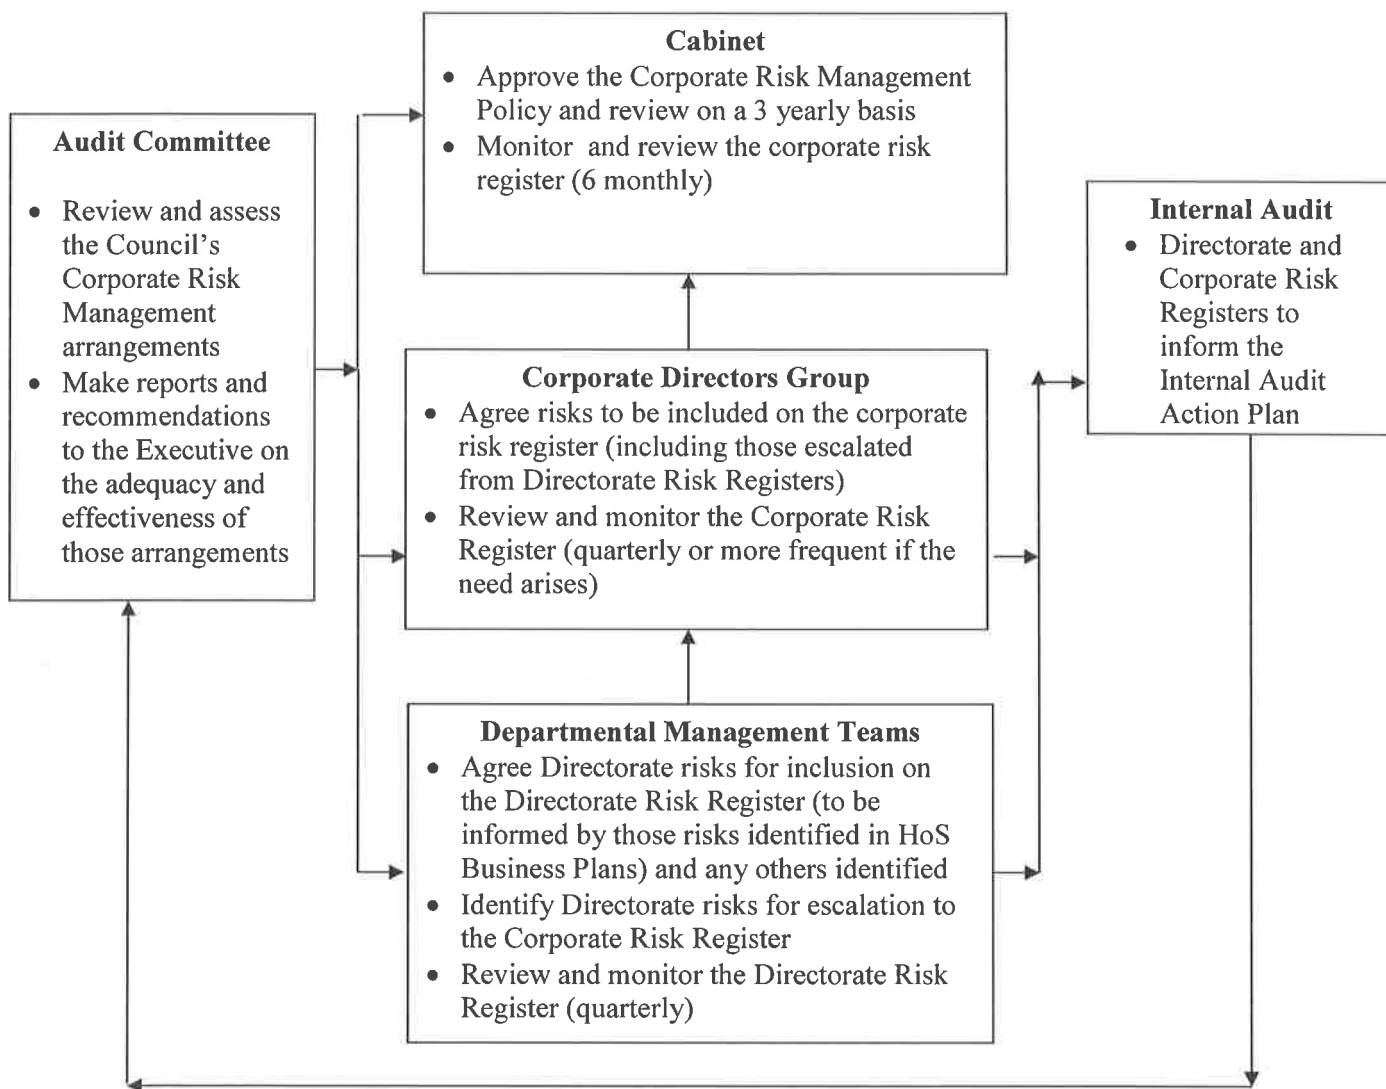 Cabinet
• Approve the Corporate Risk Management
Policy and review on a 3 yearly basis
• Monitor and review the corporate risk
register (6 monthly)
Audit Committee
• Review and assess
the Council’s
Corporate Risk
Management
arrangements
• Make reports and
recommendations
to the Executive on
the adequacy and
effectiveness of
those arrangements
Corporate Directors Group
• Agree risks to be included on the corporate
risk register (including those escalated
from Directorate Risk Registers)
• Review and monitor the Corporate Risk
Register (quarterly or more frequent if the
need arises)
Internal Audit
• Directorate and
Corporate Risk
Registers to
inform the
Internal Audit
Action Plan
Departmental Management Teams
• Agree Directorate risks for inclusion on
the Directorate Risk Register (to be
informed by those risks identified in HoS
Business Plans) and any others identified
• Identify Directorate risks for escalation to
the Corporate Risk Register
• Review and monitor the Directorate Risk
Register (quarterly)